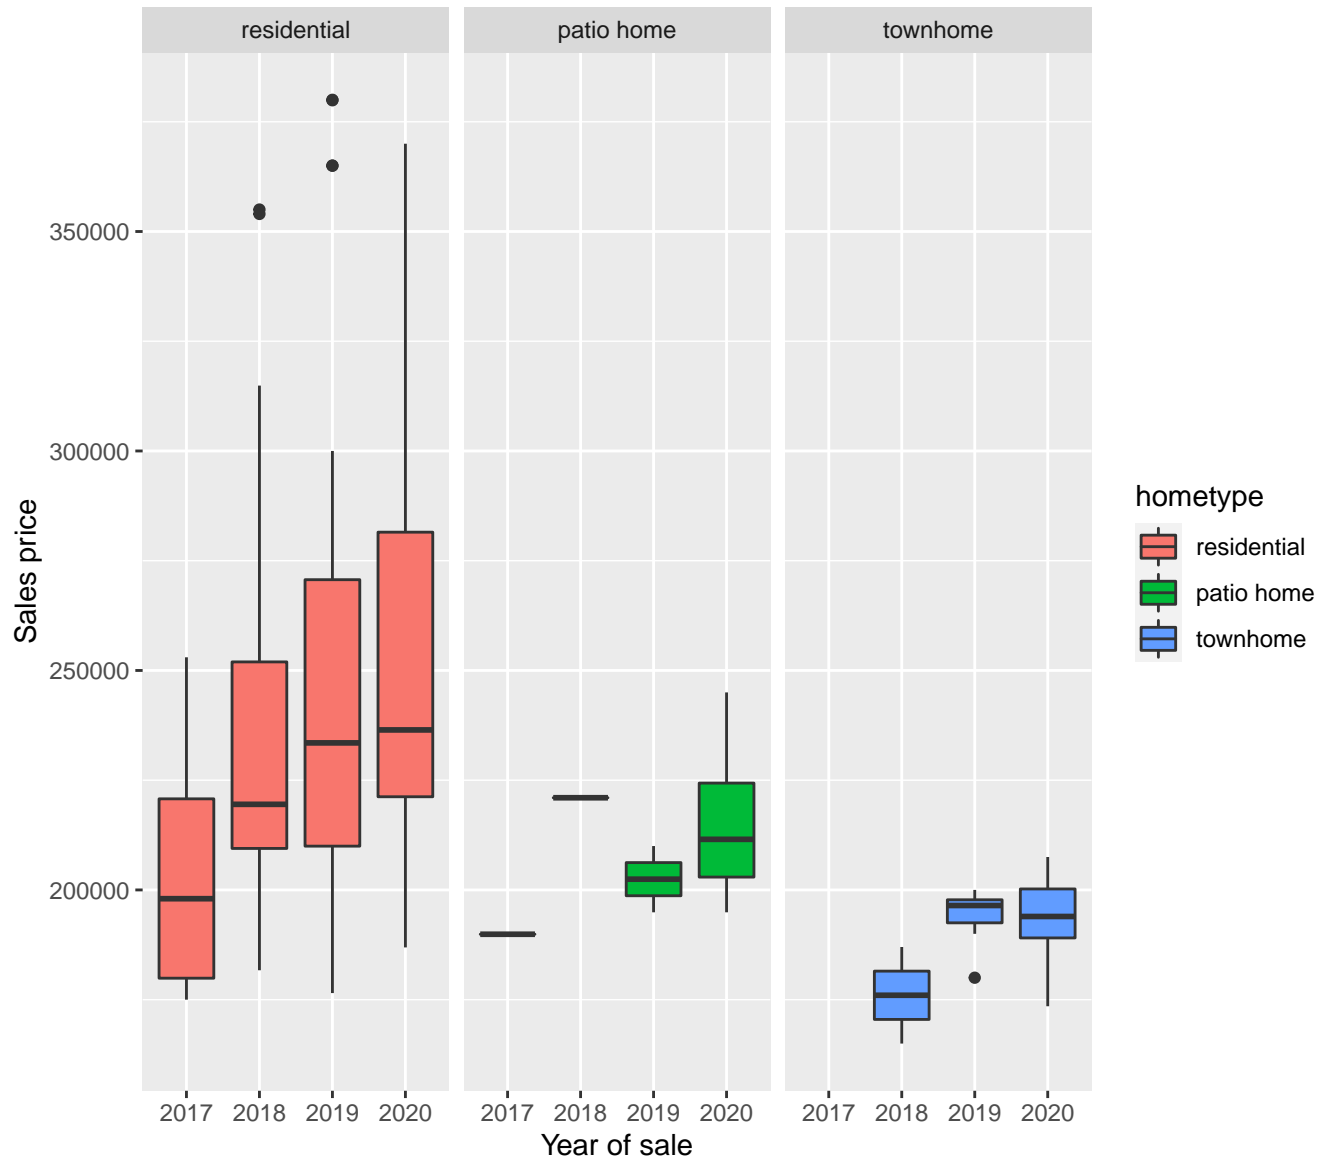 residential patio home townhome
350000
300000
250000
200000
Sales price
2017 2018 2019 2020 2017 2018 2019 2020 2017 2018 2019 2020
Year of sale
hometype
residential
patio home
townhome